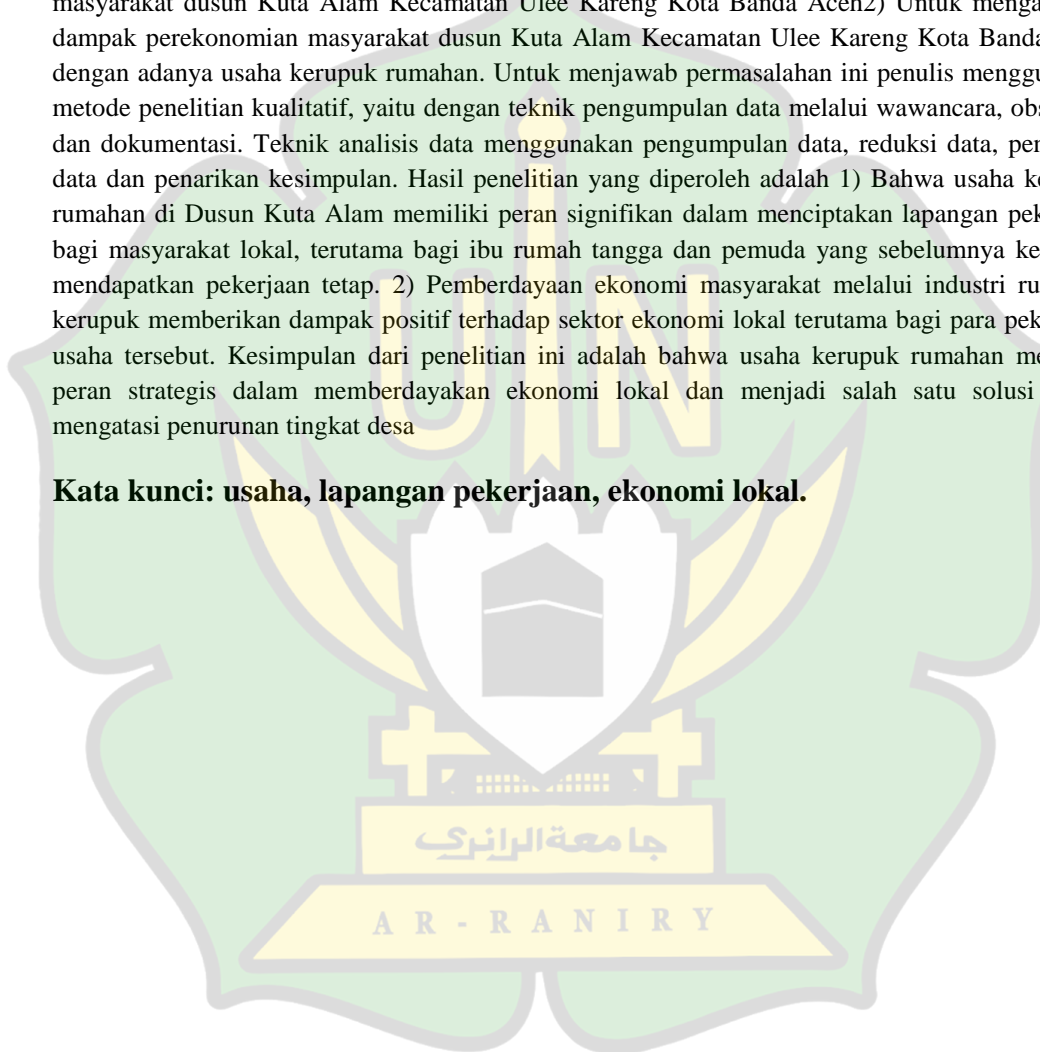 masyarakat dusun Kuta Alam Kecamatan Ulee Kareng Kota Banda Aceh2) Untuk menga
dampak perekonomian masyarakat dusun Kuta Alam Kecamatan Ulee Kareng Kota Banda
dengan adanya usaha kerupuk rumahan. Untuk menjawab permasalahan ini penulis menggu
metode penelitian kualitatif, yaitu dengan teknik pengumpulan data melalui wawancara, obs
dan dokumentasi. Teknik analisis data menggunakan pengumpulan data, reduksi data, pen
data dan penarikan kesimpulan. Hasil penelitian yang diperoleh adalah 1) Bahwa usaha ke
rumahan di Dusun Kuta Alam memiliki peran signifikan dalam menciptakan lapangan pek
bagi masyarakat lokal, terutama bagi ibu rumah tangga dan pemuda yang sebelumnya ke
mendapatkan pekerjaan tetap. 2) Pemberdayaan ekonomi masyarakat melalui industri ru
kerupuk memberikan dampak positif terhadap sektor ekonomi lokal terutama bagi para pek
usaha tersebut. Kesimpulan dari penelitian ini adalah bahwa usaha kerupuk rumahan me
peran strategis dalam memberdayakan ekonomi lokal dan menjadi salah satu solusi
mengatasi penurunan tingkat desa
Kata kunci: usaha, lapangan pekerjaan, ekonomi lokal.
UIN
جامعة الرانري
AR-RANIRY